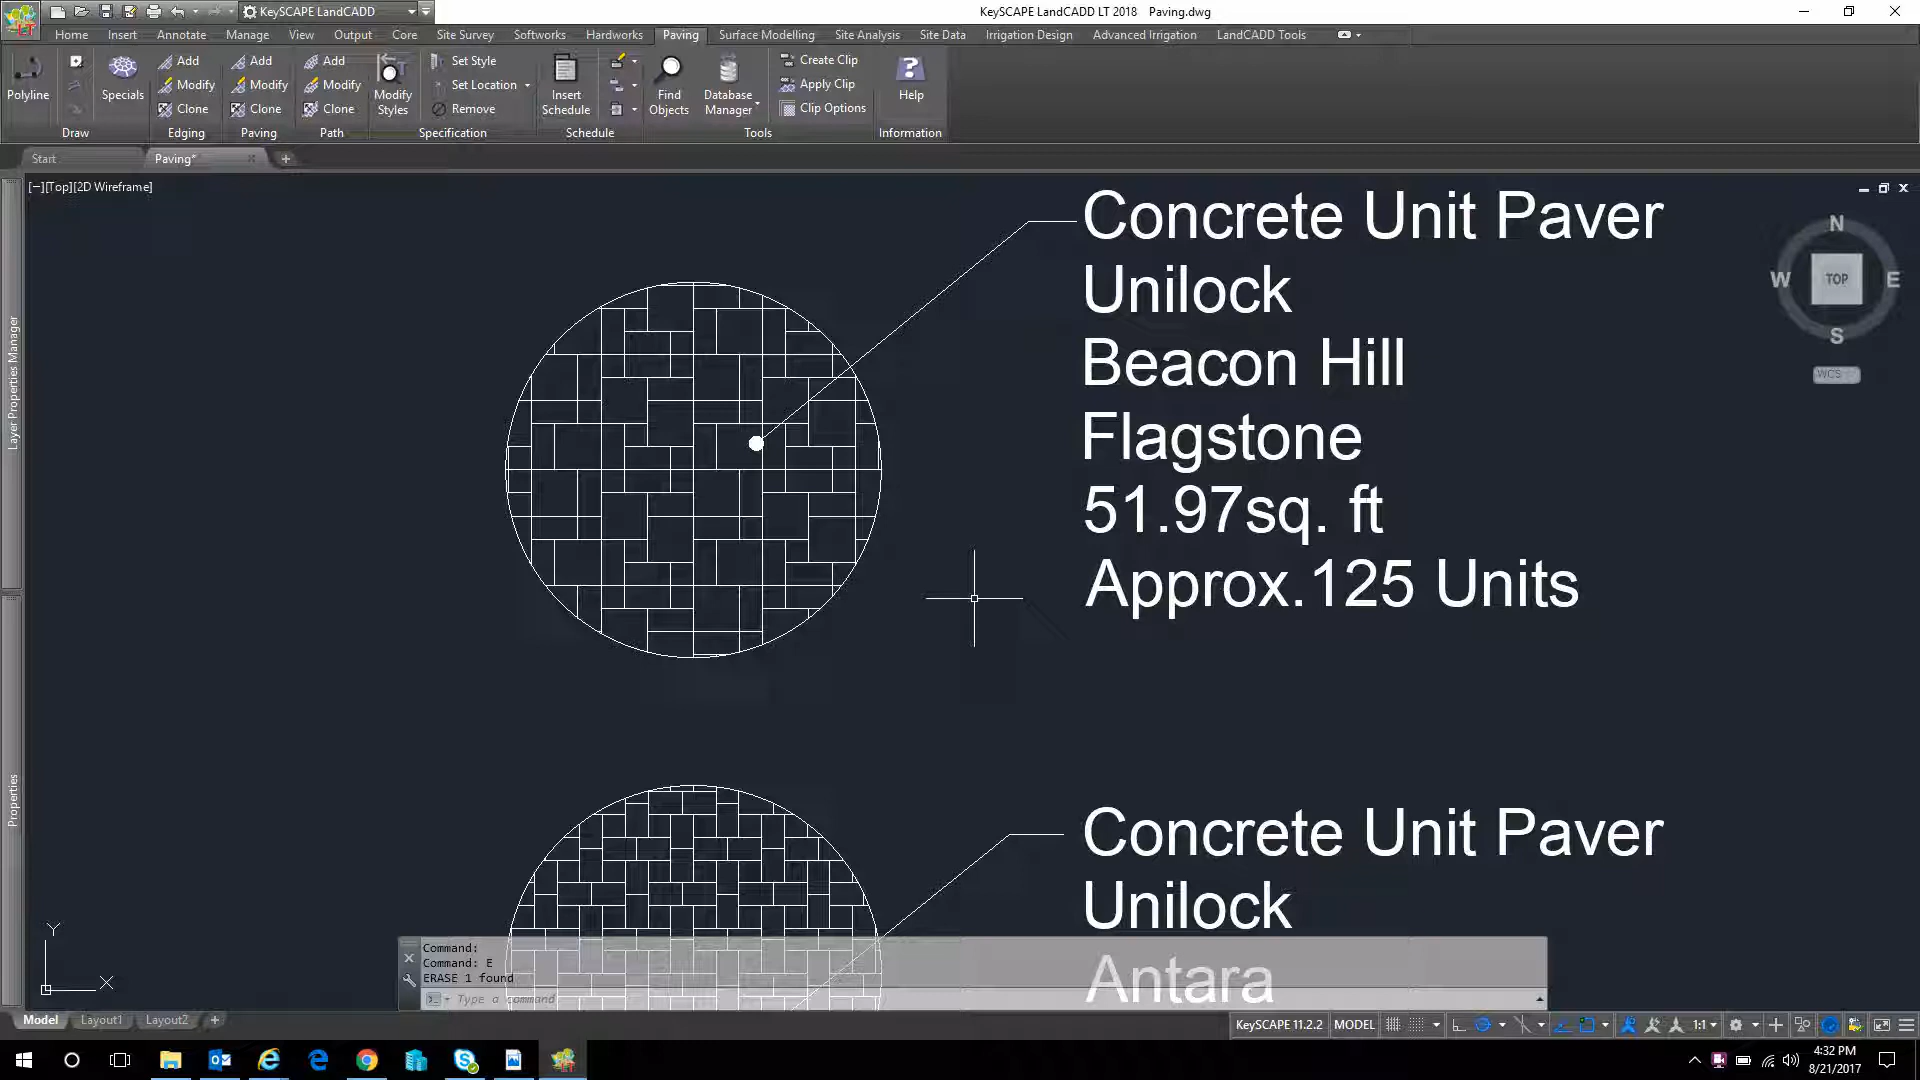 KeySCAPE LandCADD
KeySCAPE LandCADD LT 2018 Paving.dwg
Home Insert Annotate Manage View Output Core Site Survey Softworks Hardworks Paving Surface Modelling Site Analysis Site Data Irrigation Design Advanced Irrigation LandCADD Tools
Polyline
Specials
Add
Modify
Clone
Add
Modify
Clone
Add
Modify
Clone
Modify
Styles
Set Style
Set Location
Remove
Insert
Schedule
Find
Objects
Database
Manager
Create Clip
Apply Clip
Clip Options
Help
Draw Edging Paving Path Specification Schedule Tools Information
Start Paving*
[−][Top][2D Wireframe]
Layer Properties Manager
Properties
Concrete Unit Paver
Unilock
Beacon Hill
Flagstone
51.97sq. ft
Approx.125 Units
N
W TOP E
S
WCS
Concrete Unit Paver
Unilock
Antara
Y
X
Command:
Command: E
ERASE 1 found
Type a command
Model Layout1 Layout2
KeySCAPE 11.2.2 MODEL 1:1
4:32 PM
8/21/2017